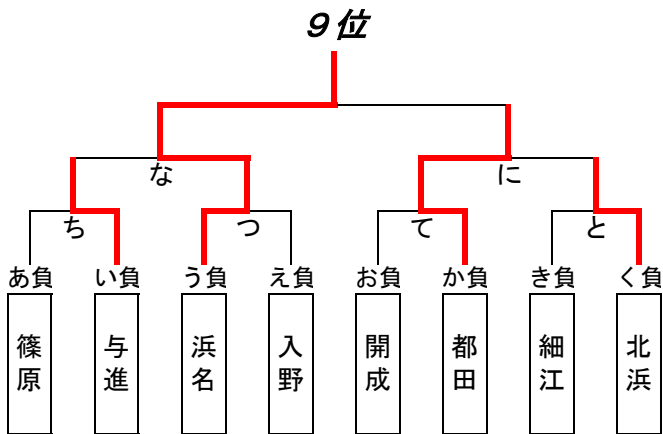 9位
な に
ち つ て と
あ負 い負 う負 え負 お負 か負 き負 く負
篠原 与進 浜名 入野 開成 都田 細江 北浜